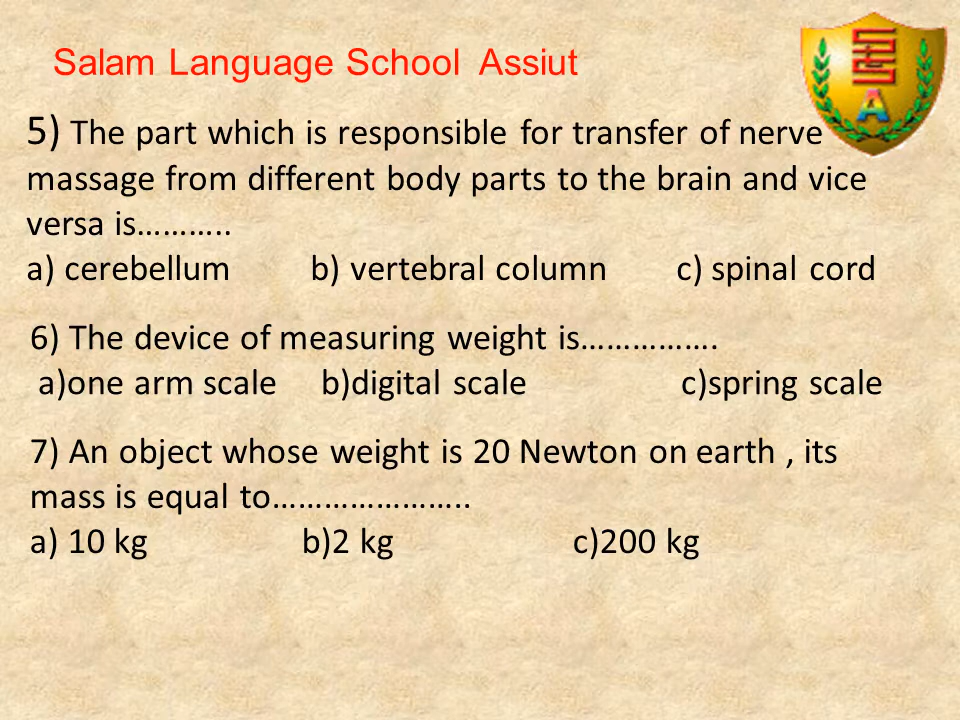 Salam Language School Assiut
5) The part which is responsible for transfer of nerve
massage from different body parts to the brain and vice
versa is………..
a) cerebellum b) vertebral column c) spinal cord
6) The device of measuring weight is…………….
a)one arm scale b)digital scale c)spring scale
7) An object whose weight is 20 Newton on earth , its
mass is equal to…………………..
a) 10 kg b)2 kg c)200 kg